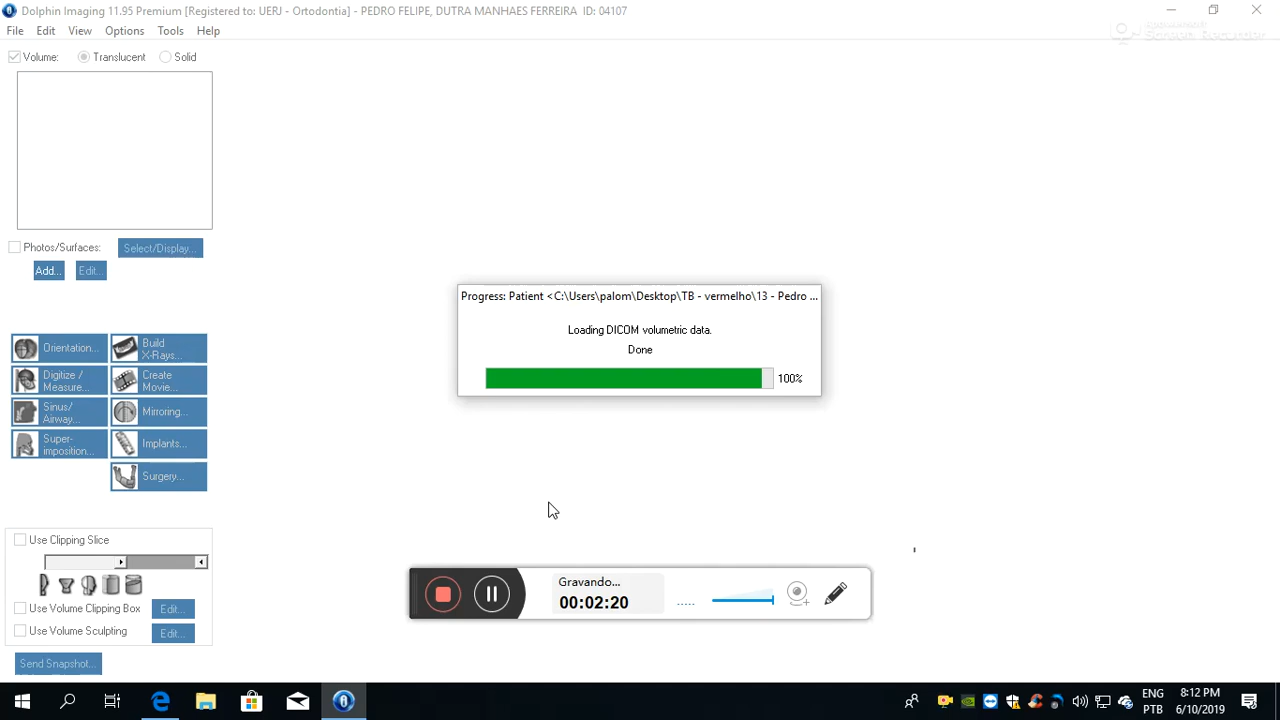 Dolphin Imaging 11.95 Premium [Registered to: UERJ - Ortodontia] - PEDRO FELIPE, DUTRA MANHAES FERREIRA  ID: 04107
File Edit View Options Tools Help
Screen Recorder
Volume: Translucent Solid
Photos/Surfaces: Select/Display...
Add... Edit...
Progress: Patient <C:\Users\palom\Desktop\TB - vermelho\13 - Pedro ...
Loading DICOM volumetric data.
Done
100%
Orientation...
Build
X-Rays...
Digitize /
Measure...
Create
Movie...
Sinus/
Airway...
Mirroring...
Super-
imposition...
Implants...
Surgery...
Use Clipping Slice
Use Volume Clipping Box Edit...
Use Volume Sculpting Edit...
Send Snapshot...
Gravando...
00:02:20
ENG
PTB
8:12 PM
6/10/2019